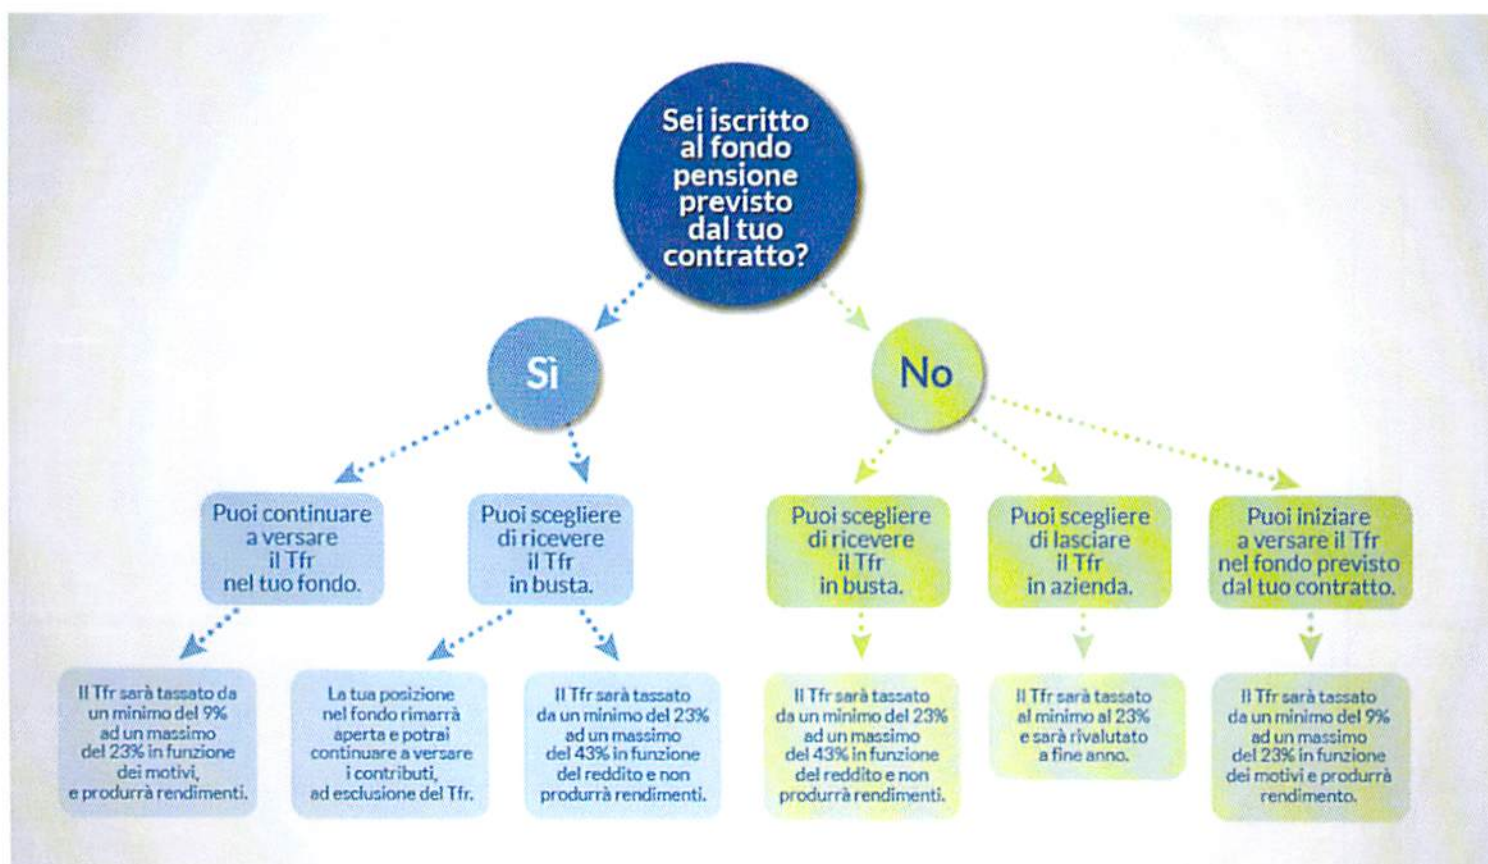 Sei iscritto
al fondo
pensione
previsto
dal tuo
contratto?
Sì
No
Puoi continuare
a versare
il Tfr
nel tuo fondo.
Puoi scegliere
di ricevere
il Tfr
in busta.
Puoi scegliere
di ricevere
il Tfr
in busta.
Puoi scegliere
di lasciare
il Tfr
in azienda.
Puoi iniziare
a versare il Tfr
nel fondo previsto
dal tuo contratto.
Il Tfr sarà tassato da
un minimo del 9%
ad un massimo
del 23% in funzione
dei motivi,
e produrrà rendimenti.
La tua posizione
nel fondo rimarrà
aperta e potrai
continuare a versare
i contributi,
ad esclusione del Tfr.
Il Tfr sarà tassato
da un minimo del 23%
ad un massimo
del 43% in funzione
del reddito e non
produrrà rendimenti.
Il Tfr sarà tassato
da un minimo del 23%
ad un massimo
del 43% in funzione
del reddito e non
produrrà rendimenti.
Il Tfr sarà tassato
al minimo al 23%
e sarà rivalutato
a fine anno.
Il Tfr sarà tassato
da un minimo del 9%
ad un massimo
del 23% in funzione
dei motivi e produrrà
rendimento.